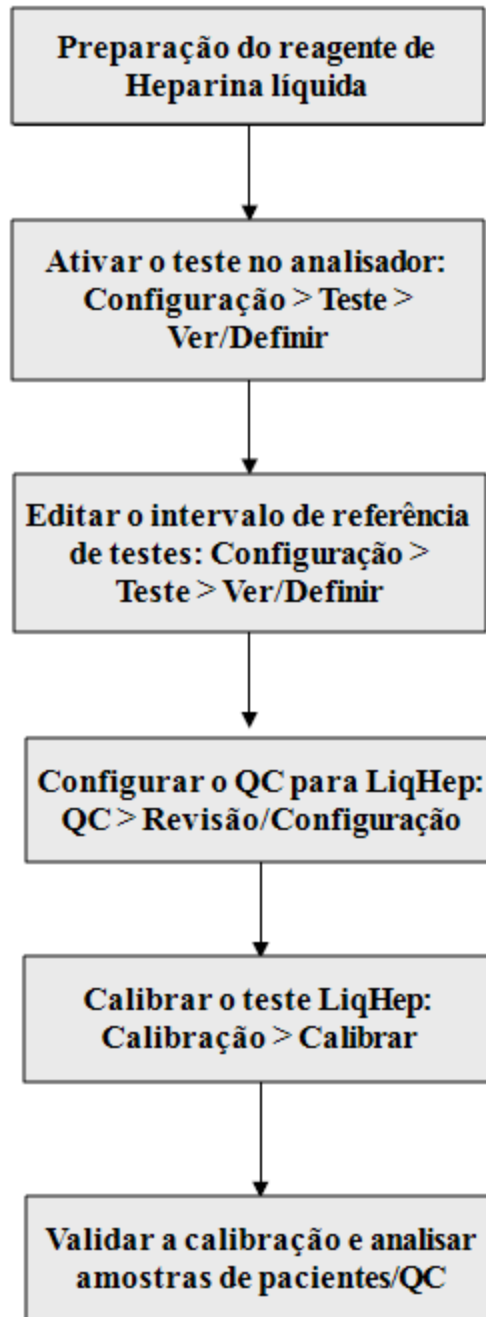 Preparação do reagente de
Heparina líquida
Ativar o teste no analisador:
Configuração > Teste >
Ver/Definir
Editar o intervalo de referência
de testes: Configuração >
Teste > Ver/Definir
Configurar o QC para LiqHep:
QC > Revisão/Configuração
Calibrar o teste LiqHep:
Calibração > Calibrar
Validar a calibração e analisar
amostras de pacientes/QC